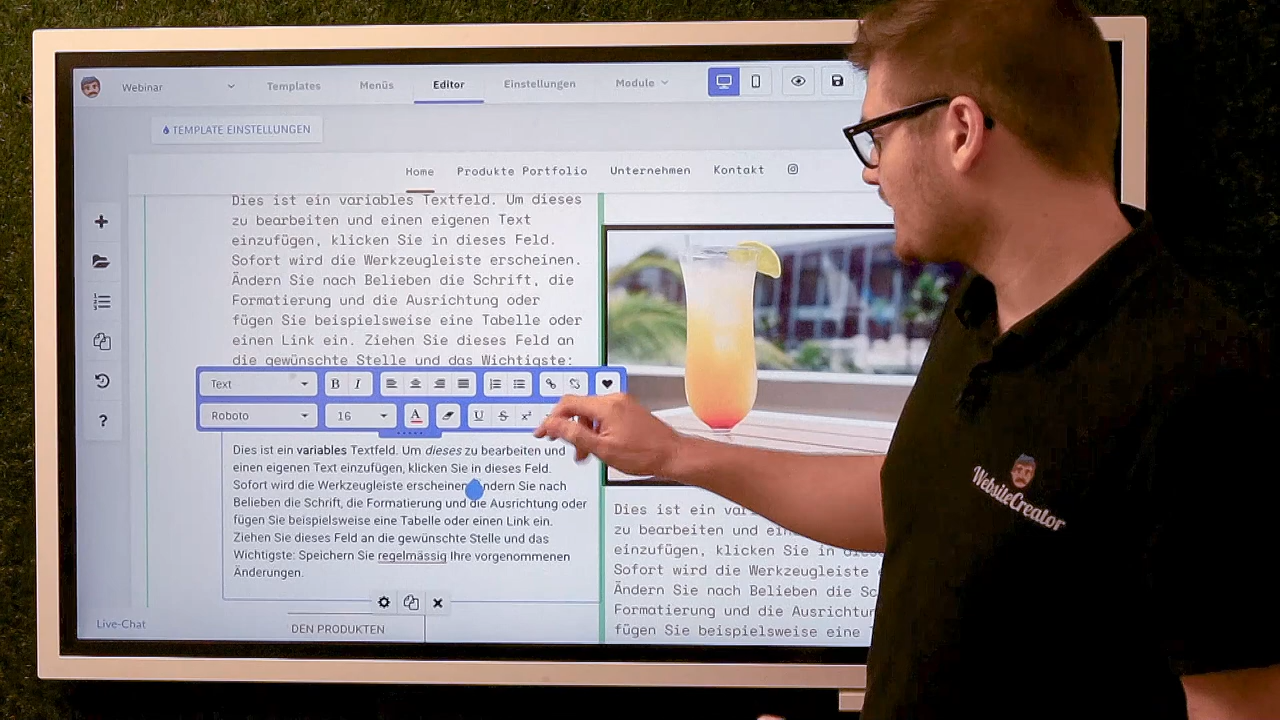 Webinar
Templates
Menüs
Editor
Einstellungen
Module
TEMPLATE EINSTELLUNGEN
Home
Produkte Portfolio
Unternehmen
Kontakt
Dies ist ein variables Textfeld. Um dieses
zu bearbeiten und einen eigenen Text
einzufügen, klicken Sie in dieses Feld.
Sofort wird die Werkzeugleiste erscheinen.
Ändern Sie nach Belieben die Schrift, die
Formatierung und die Ausrichtung oder
fügen Sie beispielsweise eine Tabelle oder
einen Link ein. Ziehen Sie dieses Feld an
die gewünschte Stelle und das Wichtigste:
Text
B I
Roboto
16
A
U S x²
Dies ist ein variables Textfeld. Um dieses zu bearbeiten und
einen eigenen Text einzufügen, klicken Sie in dieses Feld.
Sofort wird die Werkzeugleiste erscheinen. Ändern Sie nach
Belieben die Schrift, die Formatierung und die Ausrichtung oder
fügen Sie beispielsweise eine Tabelle oder einen Link ein.
Ziehen Sie dieses Feld an die gewünschte Stelle und das
Wichtigste: Speichern Sie regelmässig Ihre vorgenommenen
Änderungen.
DEN PRODUKTEN
Live-Chat
Dies ist ein
zu bearbeiten und
einzufügen, klicken Sie in
Sofort wird die Werkzeugleiste
Ändern Sie nach Belieben die
Formatierung und die
fügen Sie beispielsweise eine
WebsiteCreator